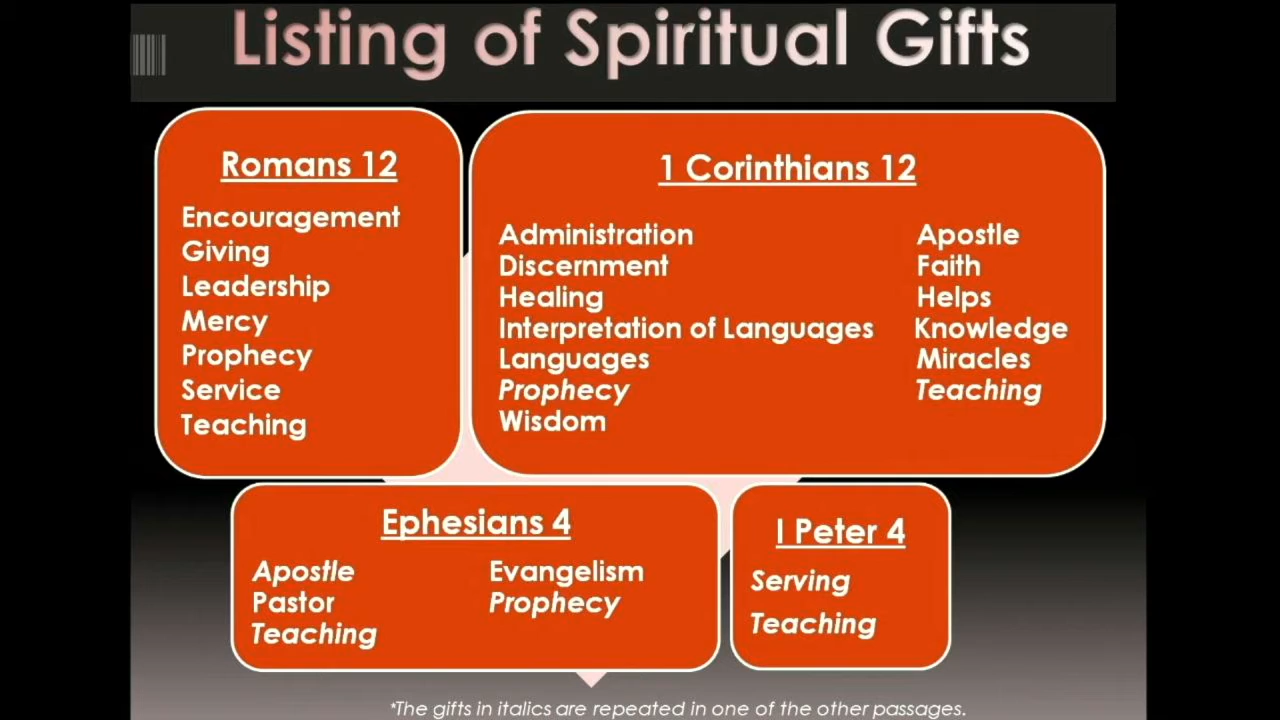 Listing of Spiritual Gifts
Romans 12
Encouragement
Giving
Leadership
Mercy
Prophecy
Service
Teaching
1 Corinthians 12
Administration
Discernment
Healing
Interpretation of Languages
Languages
Prophecy
Wisdom
Apostle
Faith
Helps
Knowledge
Miracles
Teaching
Ephesians 4
Apostle
Pastor
Teaching
Evangelism
Prophecy
I Peter 4
Serving
Teaching
*The gifts in italics are repeated in one of the other passages.